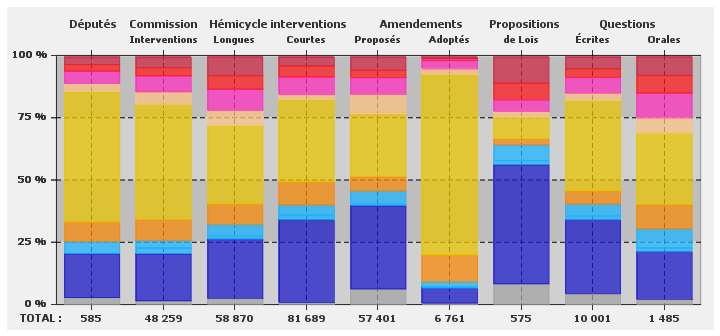 Députés Commission Hémicycle interventions Amendements Propositions Questions
Interventions Longues Courtes Proposés Adoptés de Lois Écrites Orales
100 %
75 %
50 %
25 %
0 %
TOTAL : 585 48 259 58 870 81 689 57 401 6 761 575 10 001 1 485